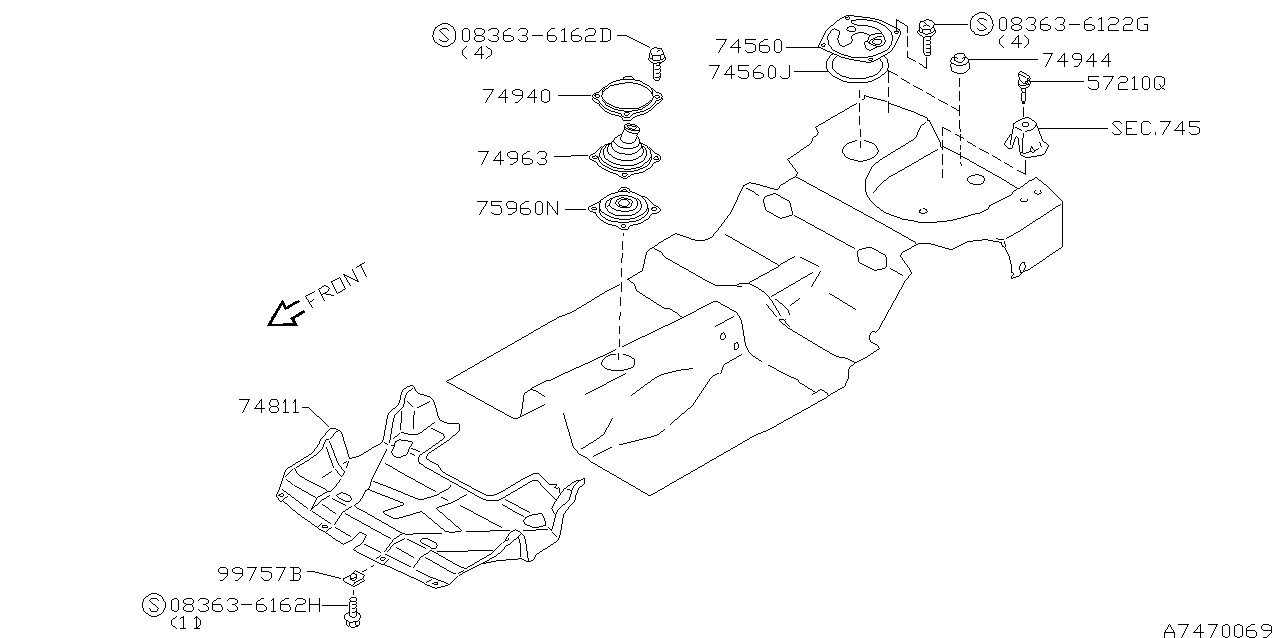 Ⓢ08363-6162D
(4)
74940
74963
75960N
74560
74560J
Ⓢ08363-6122G
(4)
74944
57210Q
SEC.745
FRONT
74811
99757B
Ⓢ08363-6162H
(11)
A7470069